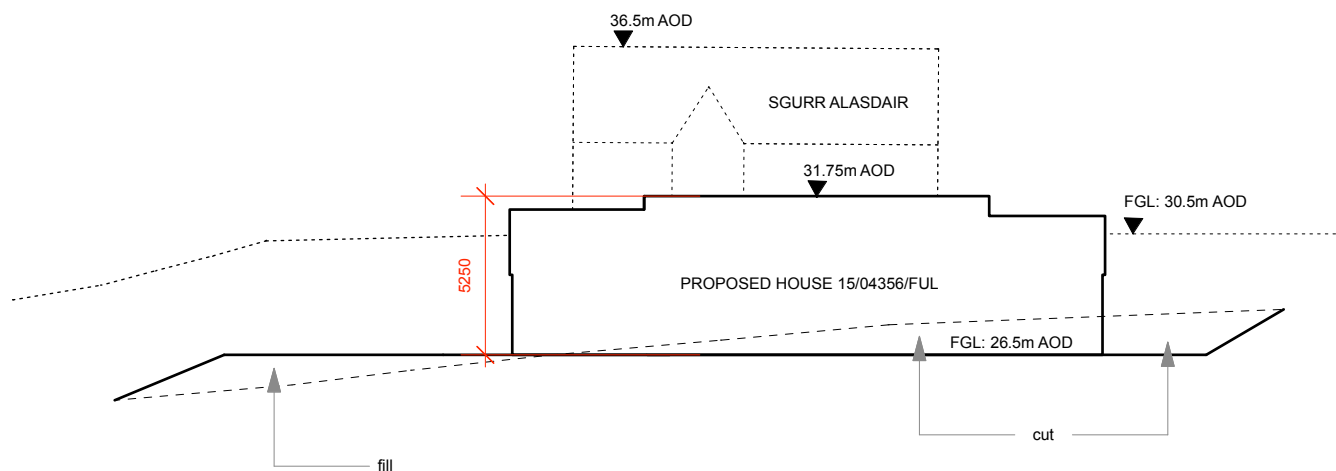 36.5m AOD
SGURR ALASDAIR
31.75m AOD
FGL: 30.5m AOD
5250
PROPOSED HOUSE 15/04356/FUL
FGL: 26.5m AOD
cut
fill